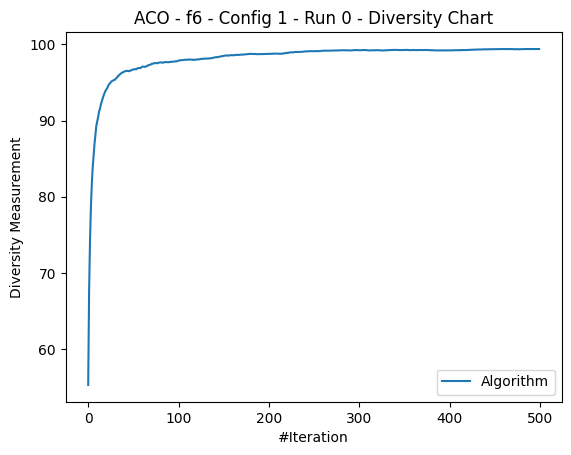 ACO - f6 - Config 1 - Run 0 - Diversity Chart
100
90
80
70
60
Diversity Measurement
0 100 200 300 400 500
#Iteration
Algorithm